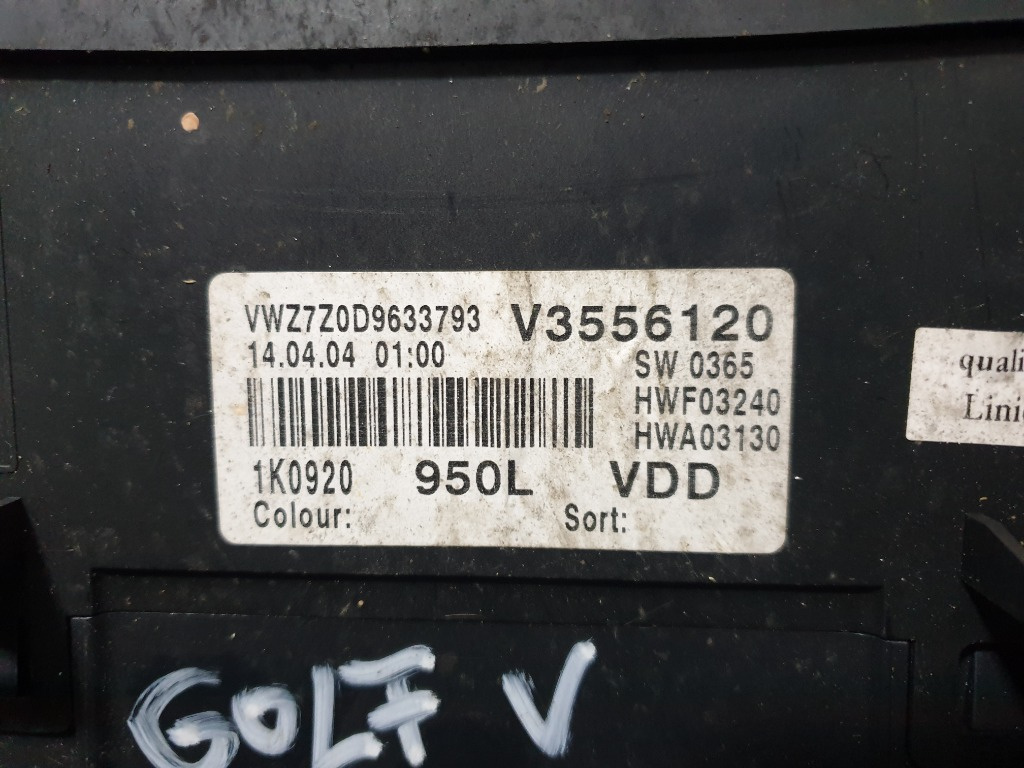 VWZ7Z0D9633793 V3556120
14.04.04 01:00 SW 0365
HWF03240
HWA03130
1K0920 950L VDD
Colour: Sort:
GOLF V